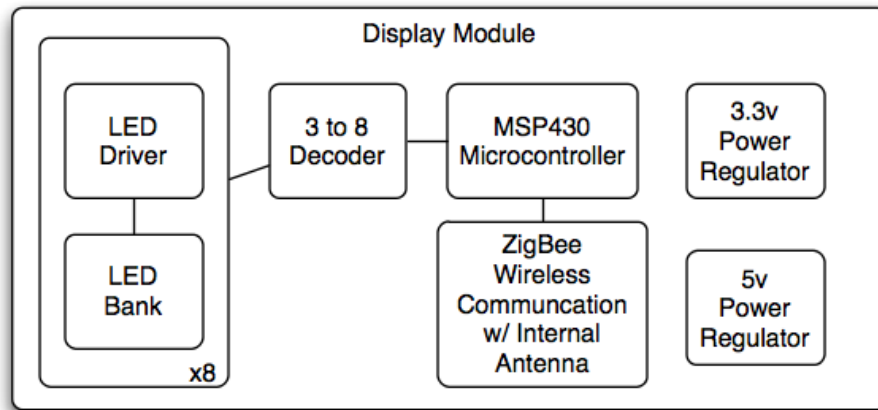 Display Module
LED
Driver
LED
Bank
x8
3 to 8
Decoder
MSP430
Microcontroller
ZigBee
Wireless
Communcation
w/ Internal
Antenna
3.3v
Power
Regulator
5v
Power
Regulator